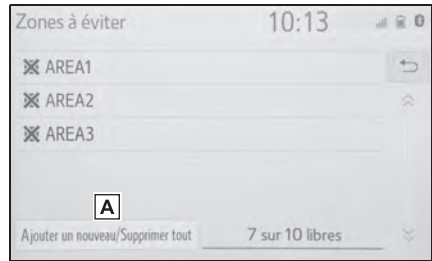 Zones à éviter 10:13
AREA1
AREA2
AREA3
A
Ajouter un nouveau/Supprimer tout 7 sur 10 libres